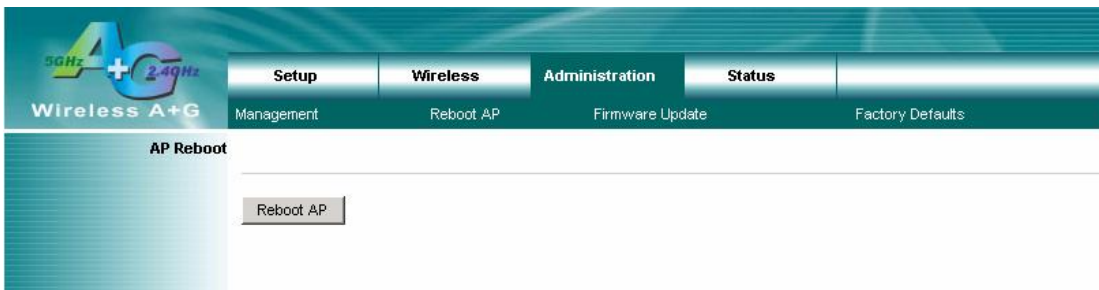 5GHz A+G 2.4GHz
Wireless A+G
Setup Wireless Administration Status
Management Reboot AP Firmware Update Factory Defaults
AP Reboot
Reboot AP